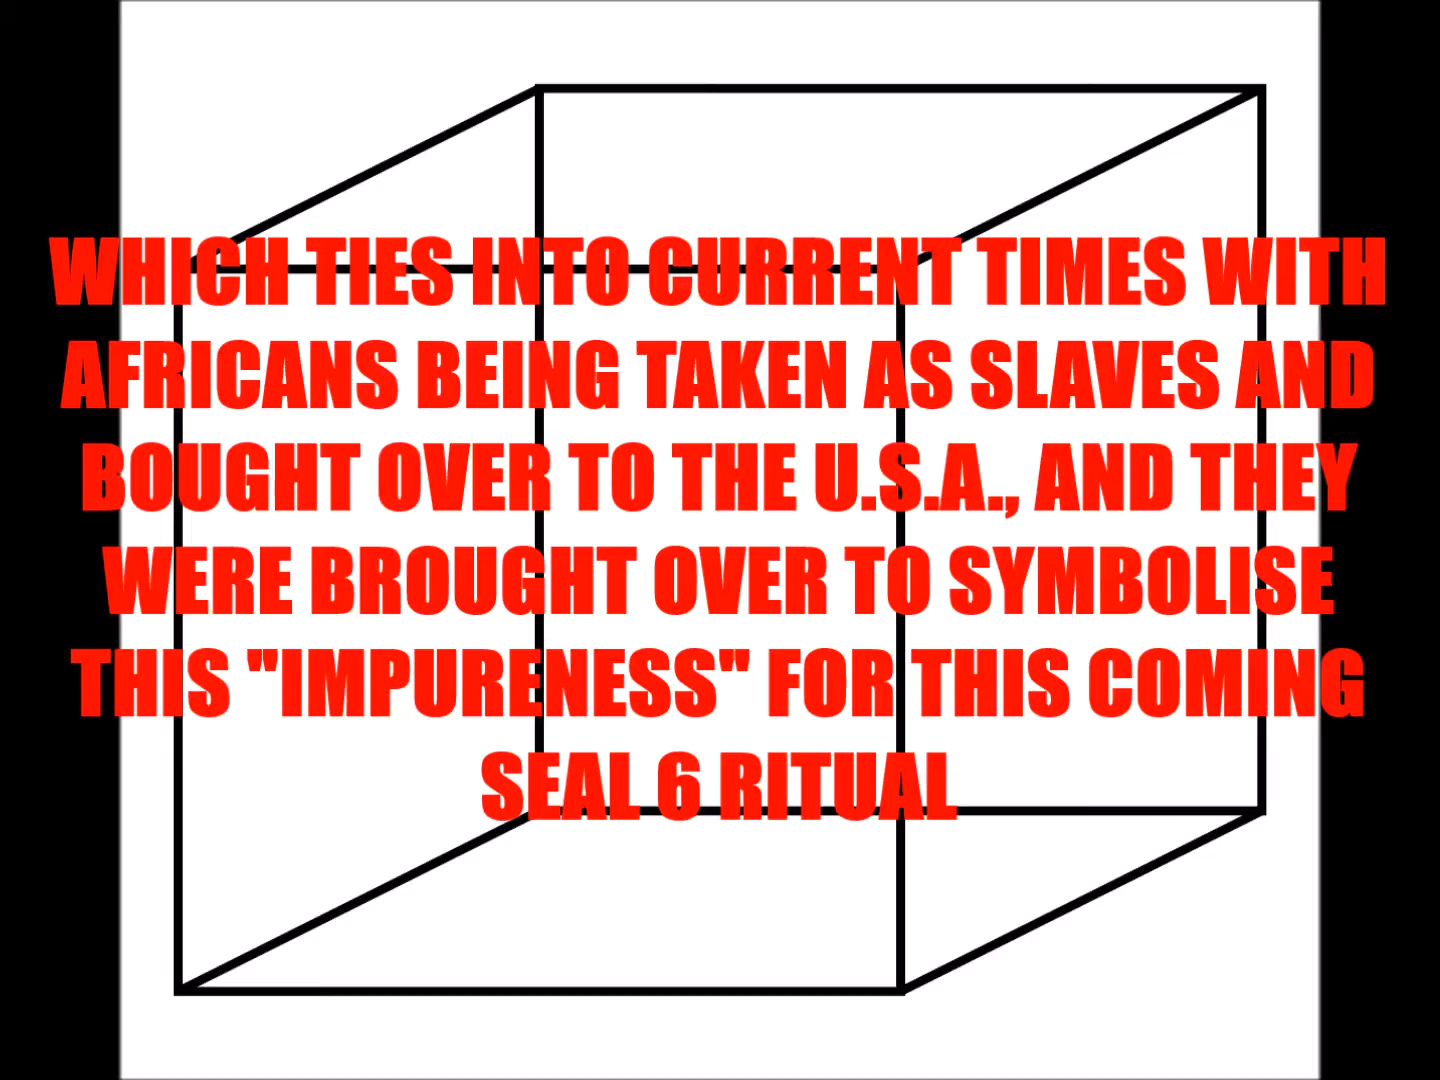 WHICH TIES INTO CURRENT TIMES WITH
AFRICANS BEING TAKEN AS SLAVES AND
BOUGHT OVER TO THE U.S.A., AND THEY
WERE BROUGHT OVER TO SYMBOLISE
THIS "IMPURENESS" FOR THIS COMING
SEAL 6 RITUAL